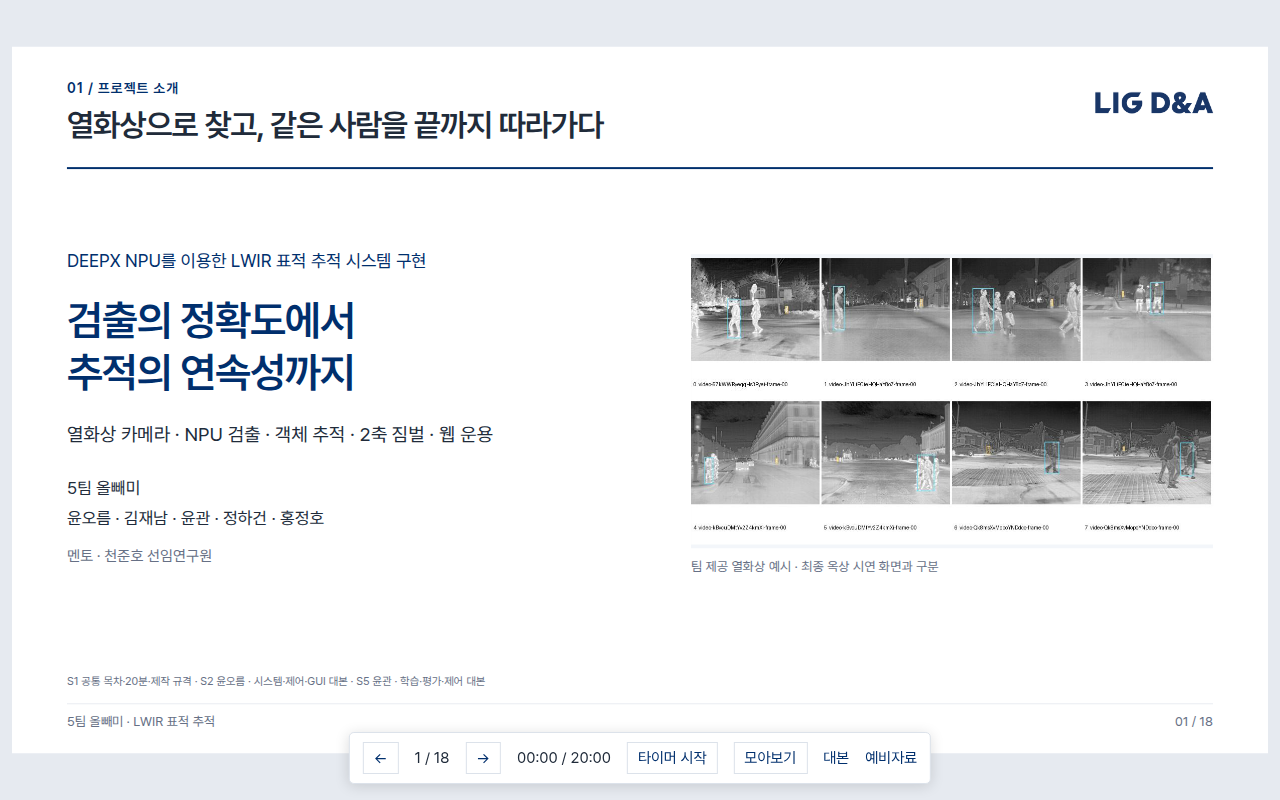 01 / 프로젝트 소개
열화상으로 찾고, 같은 사람을 끝까지 따라가다
LIG D&A
DEEPX NPU를 이용한 LWIR 표적 추적 시스템 구현
검출의 정확도에서
추적의 연속성까지
열화상 카메라 · NPU 검출 · 객체 추적 · 2축 짐벌 · 웹 운용
5팀 올빼미
윤오름 · 김재남 · 윤관 · 정하건 · 홍정호
멘토 · 천준호 선임연구원
팀 제공 열화상 예시 · 최종 옥상 시연 화면과 구분
S1 공통 목차·20분·제작 규격 · S2 윤오름 · 시스템·제어·GUI 대본 · S5 윤관 · 학습·평가·제어 대본
5팀 올빼미 · LWIR 표적 추적
01 / 18
← 1 / 18 → 00:00 / 20:00 타이머 시작 모아보기 대본 예비자료